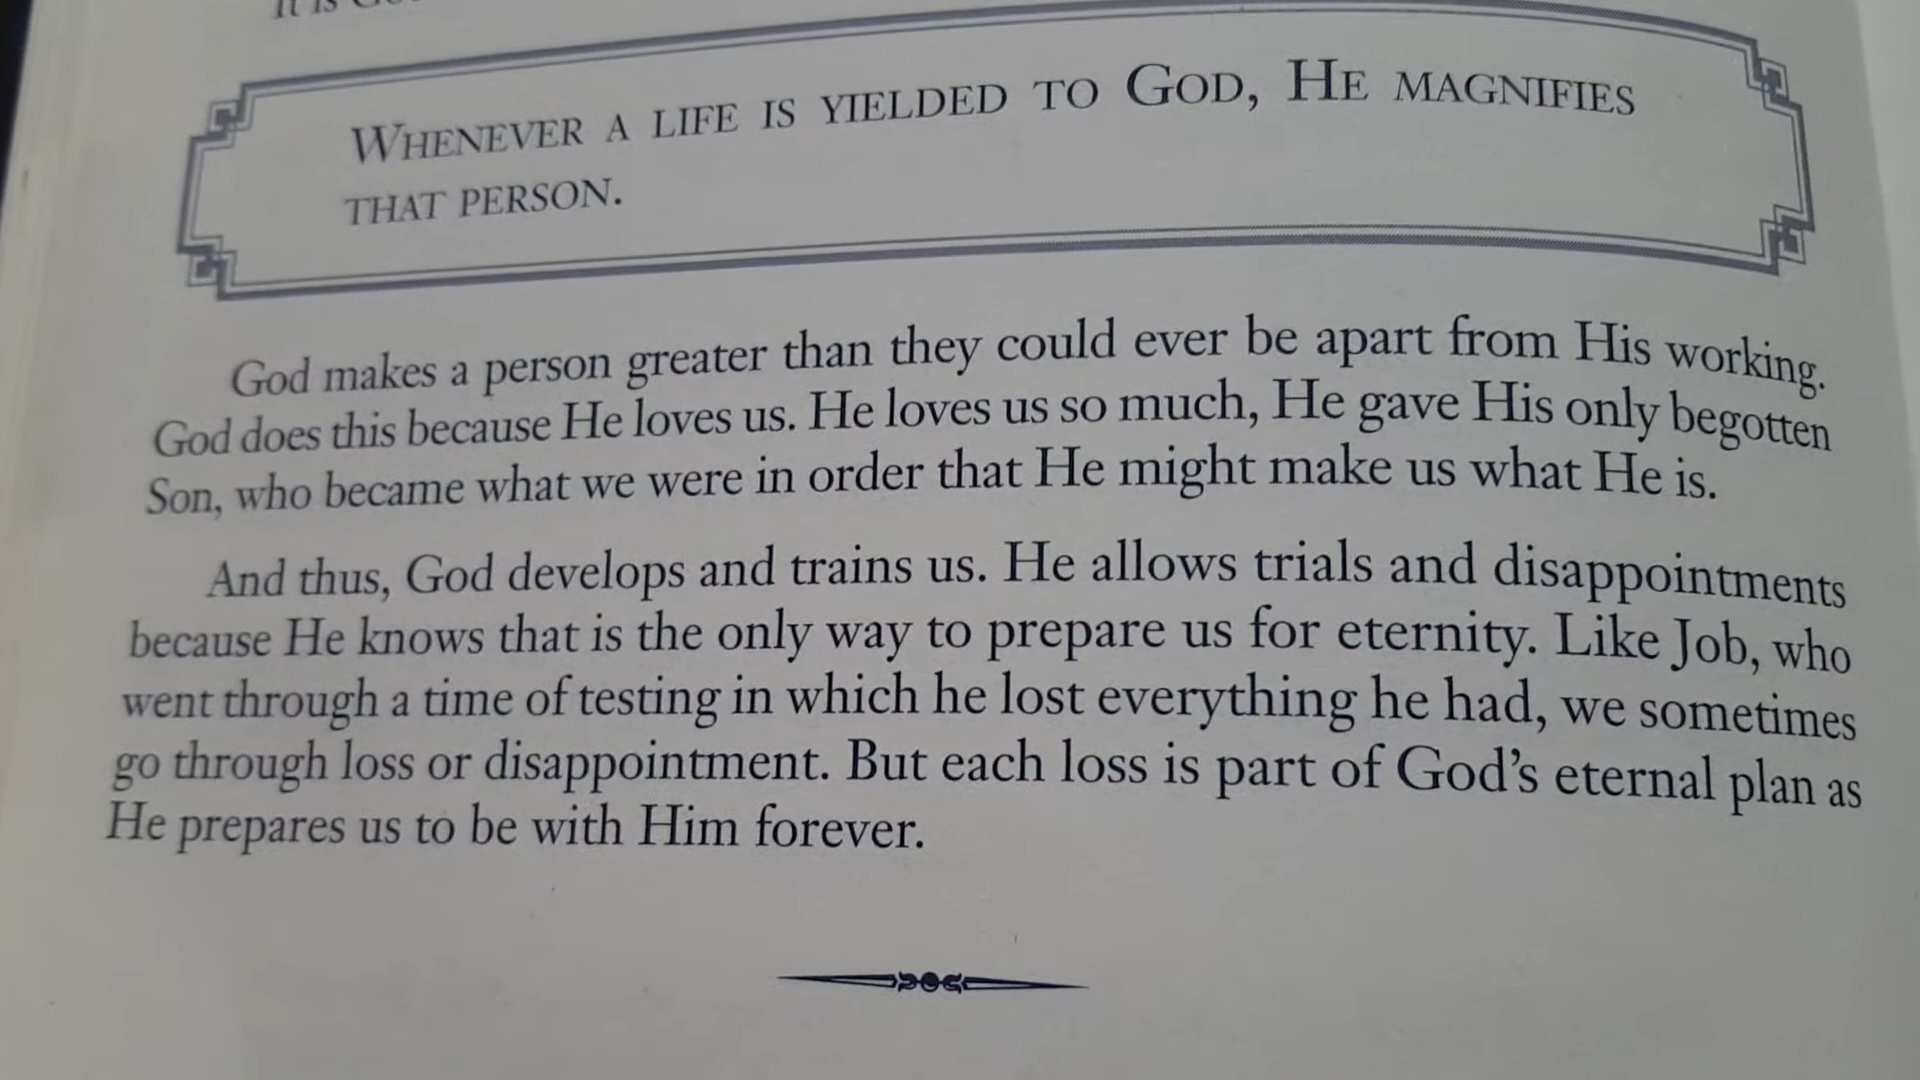 It is
WHENEVER A LIFE IS YIELDED TO GOD, HE MAGNIFIES
THAT PERSON.
God makes a person greater than they could ever be apart from His working.
God does this because He loves us. He loves us so much, He gave His only begotten
Son, who became what we were in order that He might make us what He is.
And thus, God develops and trains us. He allows trials and disappointments
because He knows that is the only way to prepare us for eternity. Like Job, who
went through a time of testing in which he lost everything he had, we sometimes
go through loss or disappointment. But each loss is part of God's eternal plan as
He prepares us to be with Him forever.